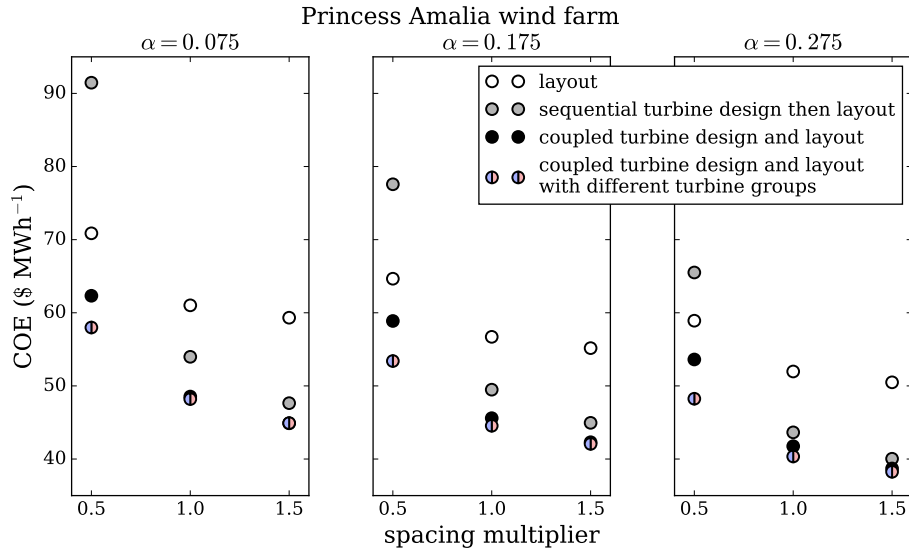 Princess Amalia wind farm
α = 0.075
α = 0.175
α = 0.275
layout
sequential turbine design then layout
coupled turbine design and layout
coupled turbine design and layout
with different turbine groups
COE ($ MWh⁻¹)
90
80
70
60
50
40
0.5 1.0 1.5
0.5 1.0 1.5
0.5 1.0 1.5
spacing multiplier